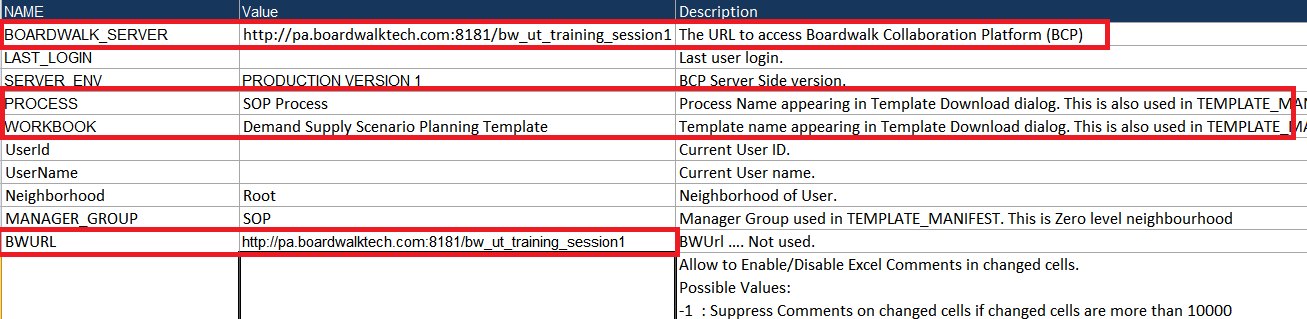 NAME Value Description
BOARDWALK_SERVER http://pa.boardwalktech.com:8181/bw_ut_training_session1 The URL to access Boardwalk Collaboration Platform (BCP)
LAST_LOGIN Last user login.
SERVER_ENV PRODUCTION VERSION 1 BCP Server Side version.
PROCESS SOP Process Process Name appearing in Template Download dialog. This is also used in TEMPLATE_MAN
WORKBOOK Demand Supply Scenario Planning Template Template name appearing in Template Download dialog. This is also used in TEMPLATE_MA
UserId Current User ID.
UserName Current User name.
Neighborhood Root Neighborhood of User.
MANAGER_GROUP SOP Manager Group used in TEMPLATE_MANIFEST. This is Zero level neighbourhood
BWURL http://pa.boardwalktech.com:8181/bw_ut_training_session1 BWUrl .... Not used.
Allow to Enable/Disable Excel Comments in changed cells.
Possible Values:
-1 : Suppress Comments on changed cells if changed cells are more than 10000